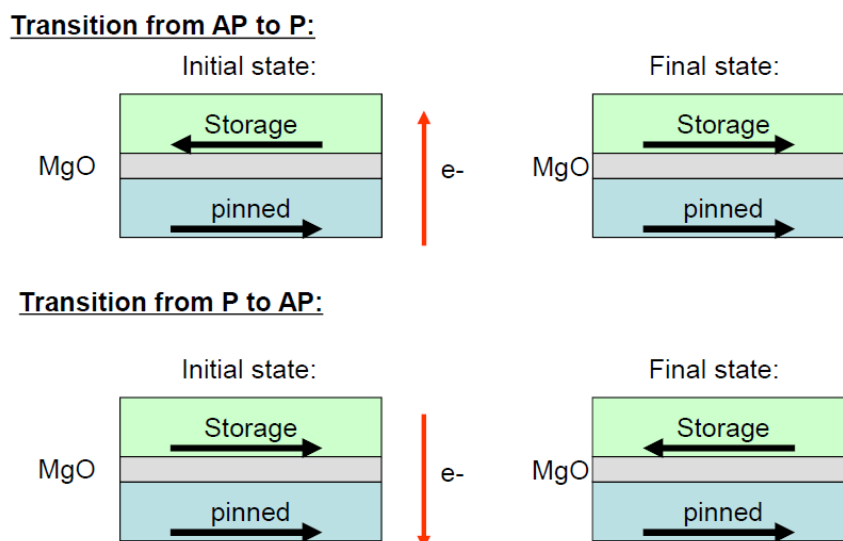 Transition from AP to P:
Initial state:
Final state:
Storage
Storage
MgO
e-
MgO
pinned
pinned
Transition from P to AP:
Initial state:
Final state:
Storage
Storage
MgO
e-
MgO
pinned
pinned